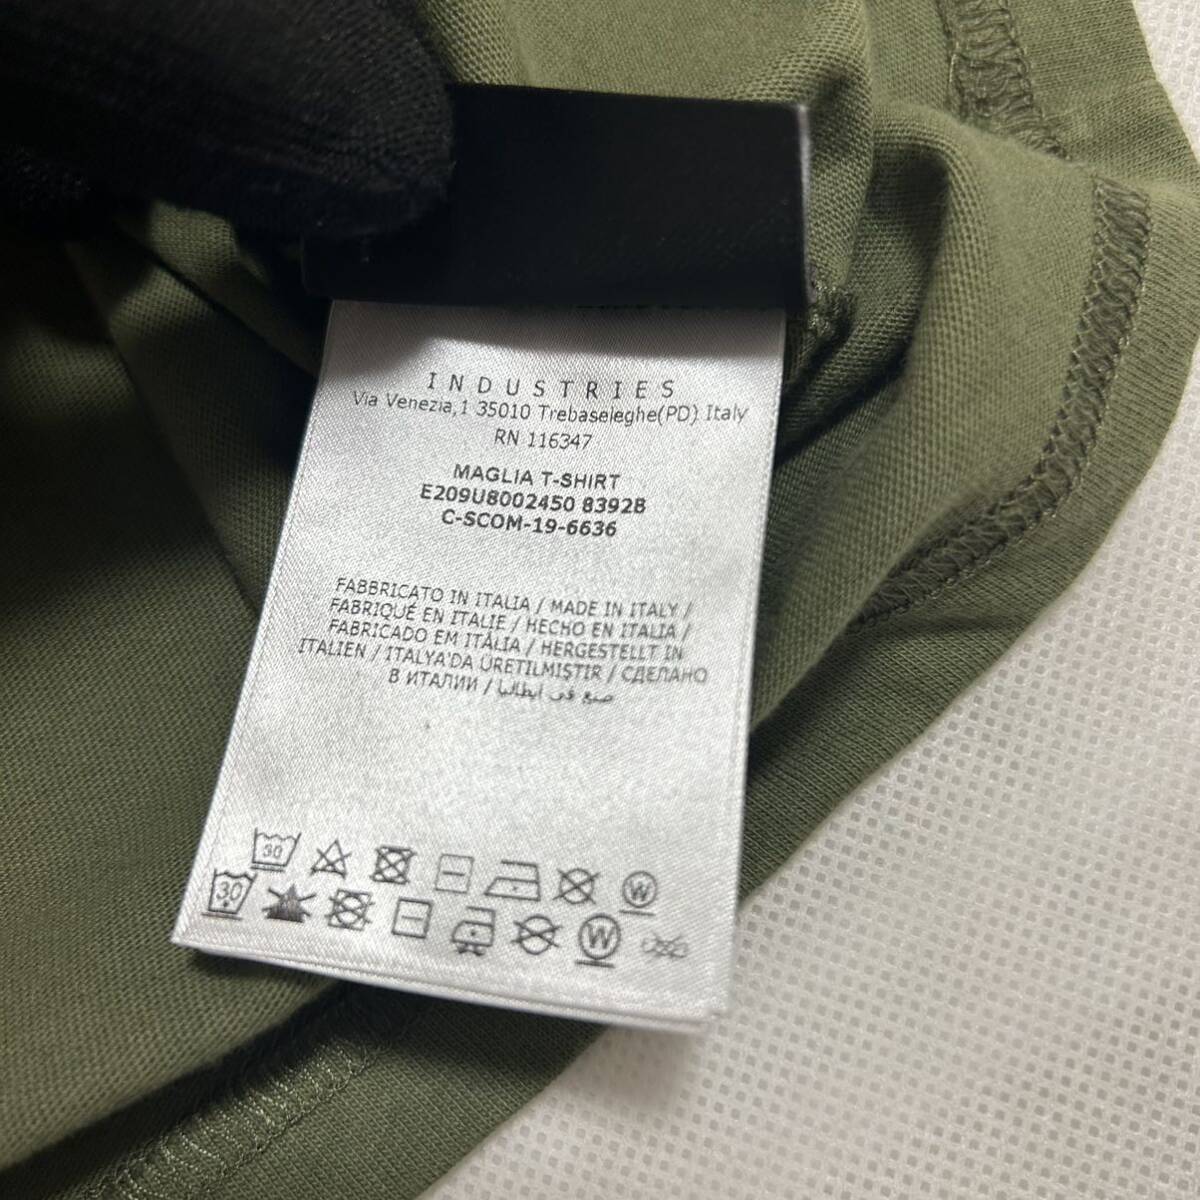 INDUSTRIES
Via Venezia,1 35010 Trebaseleghe(PD) Italy
RN 116347
MAGLIA T-SHIRT
E209U8002450 8392B
C-SCOM-19-6636
FABBRICATO IN ITALIA / MADE IN ITALY /
FABRIQUÉ EN ITALIE / HECHO EN ITALIA /
FABRICADO EM ITÁLIA / HERGESTELLT IN
ITALIEN / ITALYA'DA ÜRETILMIŞTIR / СДЕЛАНО
В ИТАЛИИ / صنع في ايطاليا
30 W
30 W